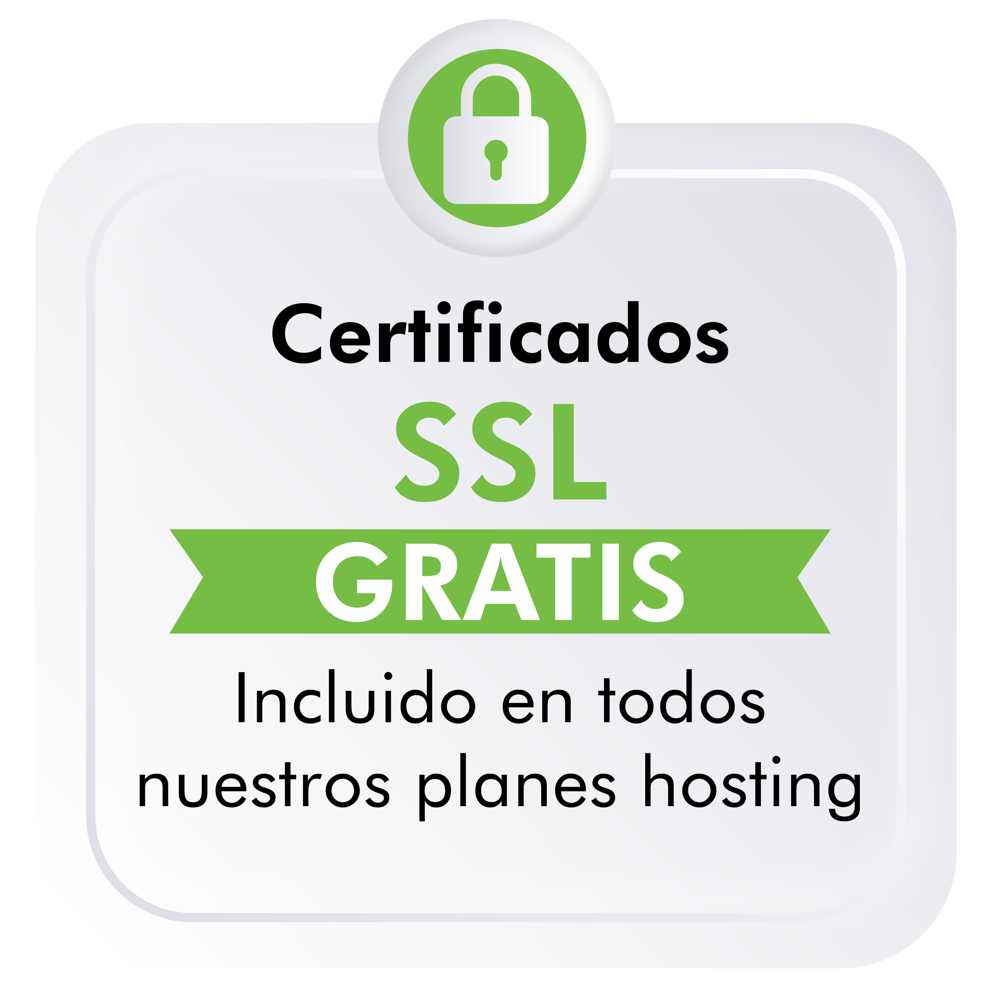 Certificados
SSL
GRATIS
Incluido en todos
nuestros planes hosting